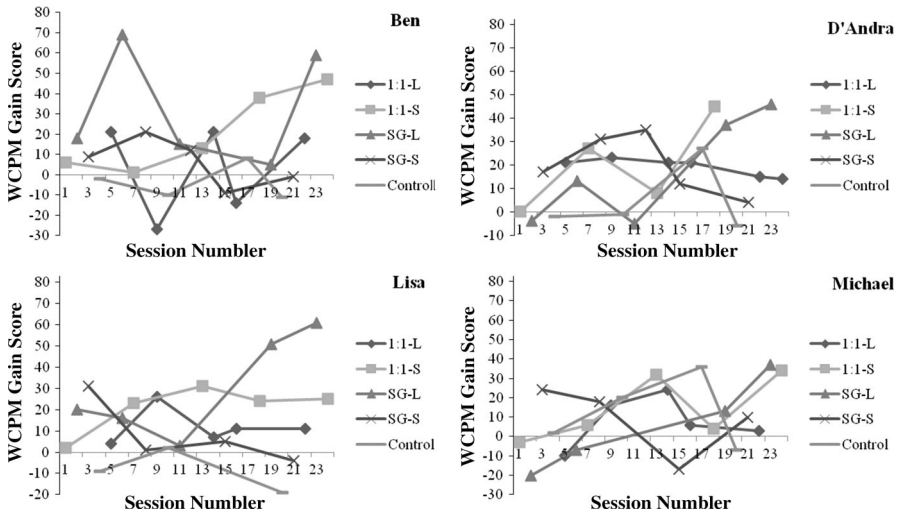 Ben
WCPM Gain Score
80
70
60
50
40
30
20
10
0
-10
-20
-30
1 3 5 7 9 11 13 15 17 19 21 23
Session Numbler
1:1-L
1:1-S
SG-L
SG-S
Controll
D'Andra
WCPM Gain Score
80
70
60
50
40
30
20
10
0
-10
1 3 5 7 9 11 13 15 17 19 21 23
Session Numbler
1:1-L
1:1-S
SG-L
SG-S
Control
Lisa
WCPM Gain Score
80
70
60
50
40
30
20
10
0
-10
-20
1 3 5 7 9 11 13 15 17 19 21 23
Session Numbler
1:1-L
1:1-S
SG-L
SG-S
Control
Michael
WCPM Gain Score
80
70
60
50
40
30
20
10
0
-10
-20
-30
1 3 5 7 9 11 13 15 17 19 21 23
Session Numbler
1:1-L
1:1-S
SG-L
SG-S
Control